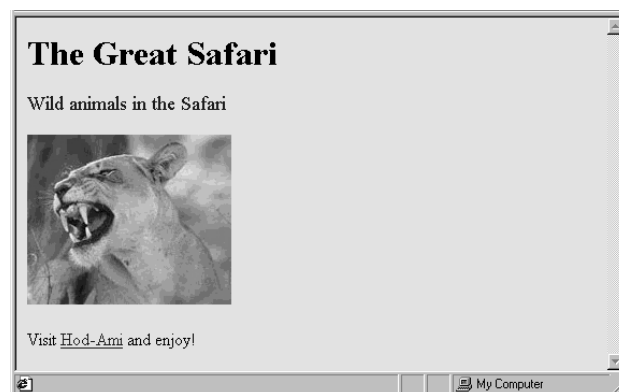 The Great Safari
Wild animals in the Safari
Visit Hod-Ami and enjoy!
My Computer